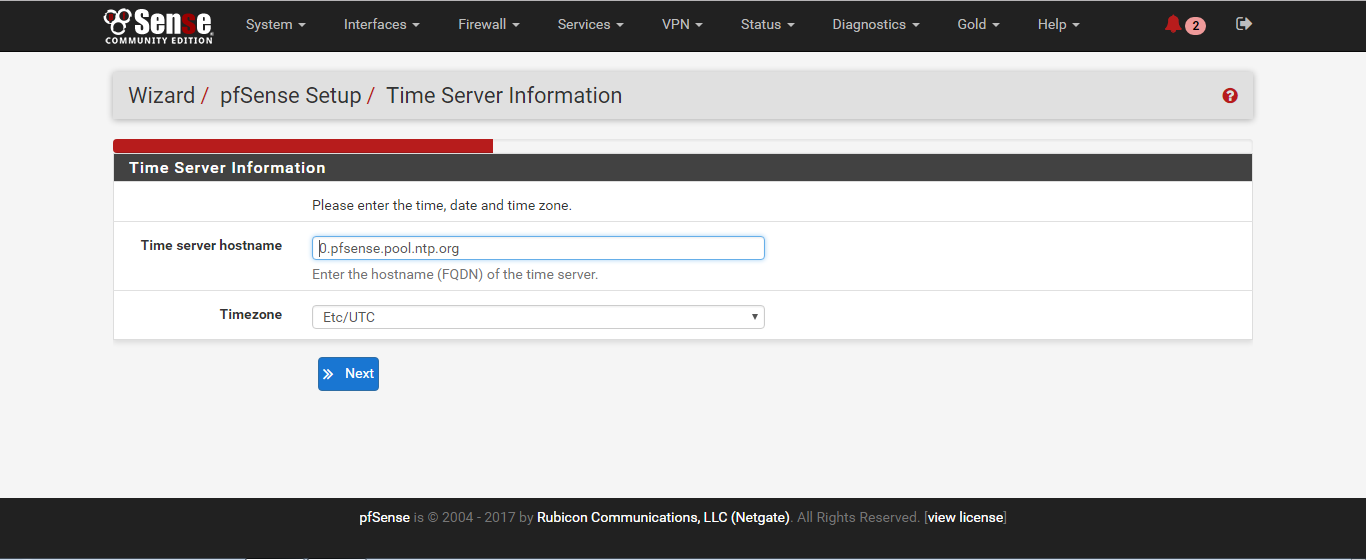 Sense
COMMUNITY EDITION
System Interfaces Firewall Services VPN Status Diagnostics Gold Help 2
Wizard / pfSense Setup / Time Server Information
Time Server Information
Please enter the time, date and time zone.
Time server hostname 0.pfsense.pool.ntp.org
Enter the hostname (FQDN) of the time server.
Timezone Etc/UTC
Next
pfSense is © 2004 - 2017 by Rubicon Communications, LLC (Netgate). All Rights Reserved. [view license]